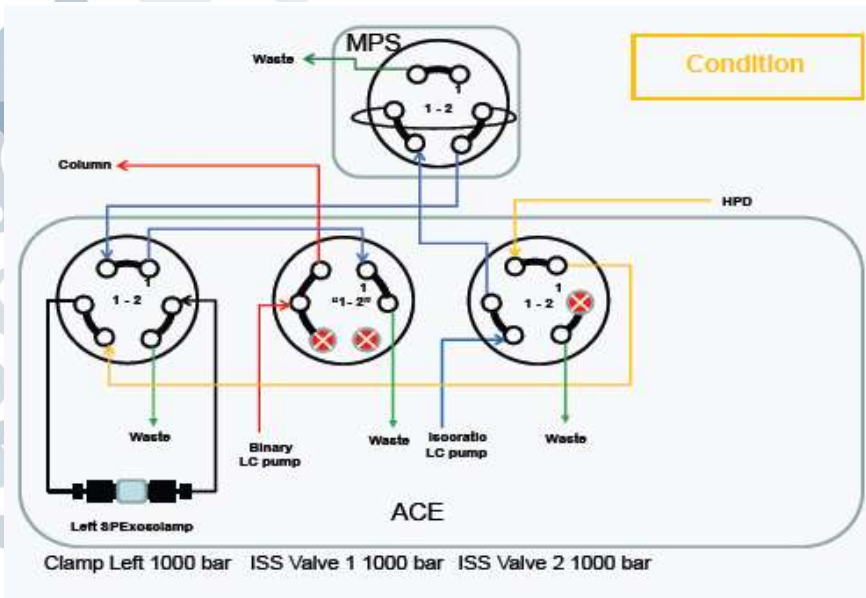 MPS
Waste
1
1 - 2
Condition
Column
HPD
1
1 - 2
1
"1- 2"
1
1 - 2
Waste
Binary
LC pump
Waste
Isocratic
LC pump
Waste
Left SPExosclamp
ACE
Clamp Left 1000 bar ISS Valve 1 1000 bar ISS Valve 2 1000 bar